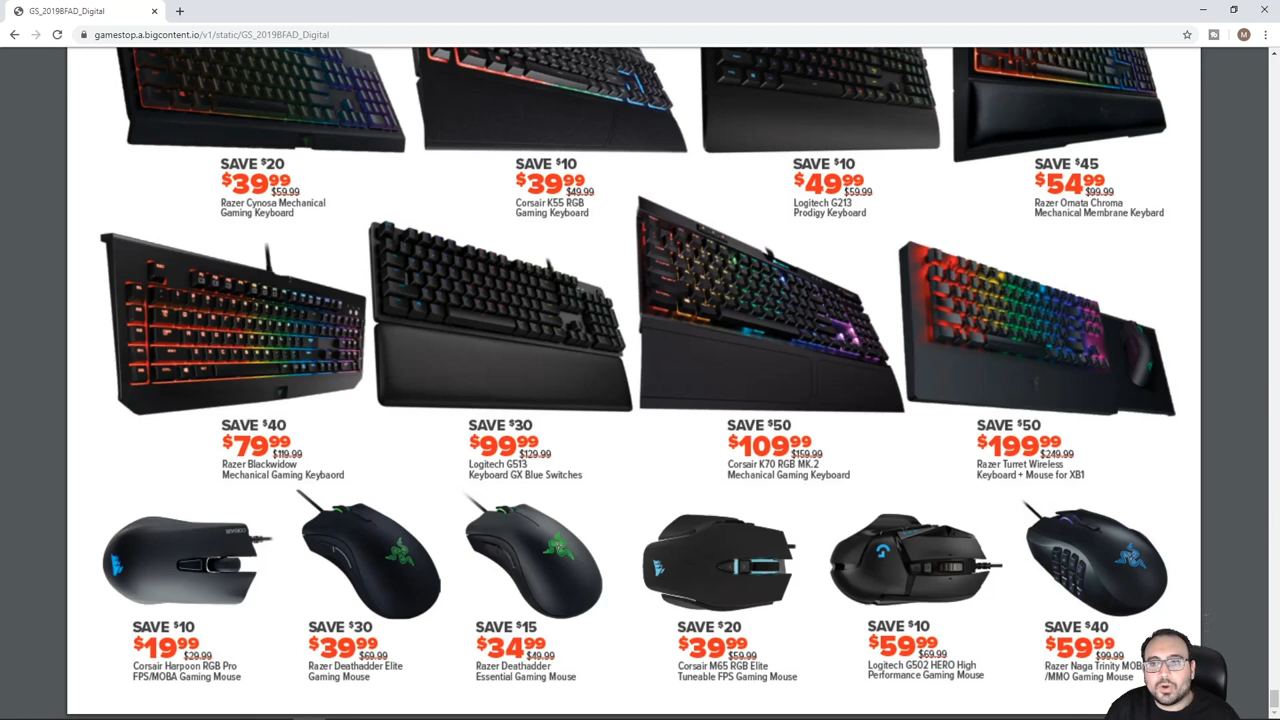 GS_2019BFAD_Digital
gamestop.a.bigcontent.io/v1/static/GS_2019BFAD_Digital
M
SAVE $20
$39.99 $59.99
Razer Cynosa Mechanical
Gaming Keyboard
SAVE $10
$39.99 $49.99
Corsair K55 RGB
Gaming Keyboard
SAVE $10
$49.99 $59.99
Logitech G213
Prodigy Keyboard
SAVE $45
$54.99 $99.99
Razer Ornata Chroma
Mechanical Membrane Keybard
SAVE $40
$79.99 $119.99
Razer Blackwidow
Mechanical Gaming Keybaord
SAVE $30
$99.99 $129.99
Logitech G513
Keyboard GX Blue Switches
SAVE $50
$109.99 $159.99
Corsair K70 RGB MK.2
Mechanical Gaming Keyboard
SAVE $50
$199.99 $249.99
Razer Turret Wireless
Keyboard + Mouse for XB1
CORSAIR
SAVE $10
$19.99 $29.99
Corsair Harpoon RGB Pro
FPS/MOBA Gaming Mouse
SAVE $30
$39.99 $69.99
Razer Deathadder Elite
Gaming Mouse
SAVE $15
$34.99 $49.99
Razer Deathadder
Essential Gaming Mouse
SAVE $20
$39.99 $59.99
Corsair M65 RGB Elite
Tuneable FPS Gaming Mouse
SAVE $10
$59.99 $69.99
Logitech G502 HERO High
Performance Gaming Mouse
SAVE $40
$59.99 $99.99
Razer Naga Trinity MOB
/MMO Gaming Mouse